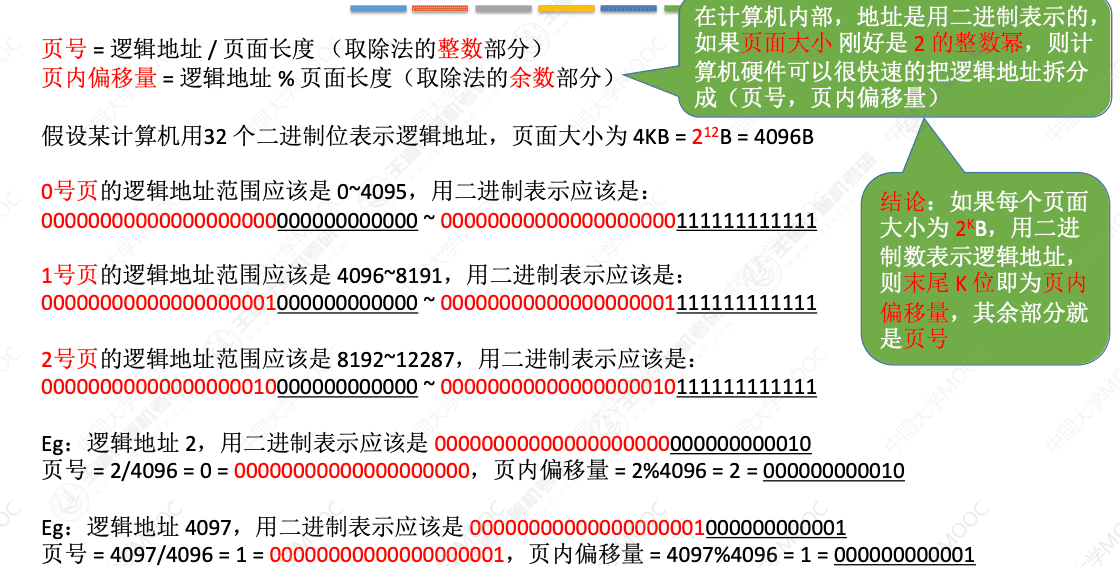 页号 = 逻辑地址 / 页面长度 （取除法的整数部分）
页内偏移量 = 逻辑地址 % 页面长度（取除法的余数部分）
在计算机内部，地址是用二进制表示的，
如果页面大小 刚好是 2 的整数幂，则计
算机硬件可以很快速的把逻辑地址拆分
成（页号，页内偏移量）
假设某计算机用32 个二进制位表示逻辑地址，页面大小为 4KB = 2¹²B = 4096B
0号页的逻辑地址范围应该是 0~4095，用二进制表示应该是：
00000000000000000000000000000000 ~ 00000000000000000000111111111111
结论：如果每个页面
大小为 2ᴷB，用二进
制数表示逻辑地址，
则末尾 K 位即为页内
偏移量，其余部分就
是页号
1号页的逻辑地址范围应该是 4096~8191，用二进制表示应该是：
00000000000000000001000000000000 ~ 00000000000000000001111111111111
2号页的逻辑地址范围应该是 8192~12287，用二进制表示应该是：
00000000000000000010000000000000 ~ 00000000000000000010111111111111
Eg：逻辑地址 2，用二进制表示应该是 00000000000000000000000000000010
页号 = 2/4096 = 0 = 00000000000000000000，页内偏移量 = 2%4096 = 2 = 000000000010
Eg：逻辑地址 4097，用二进制表示应该是 00000000000000000001000000000001
页号 = 4097/4096 = 1 = 00000000000000000001，页内偏移量 = 4097%4096 = 1 = 000000000001